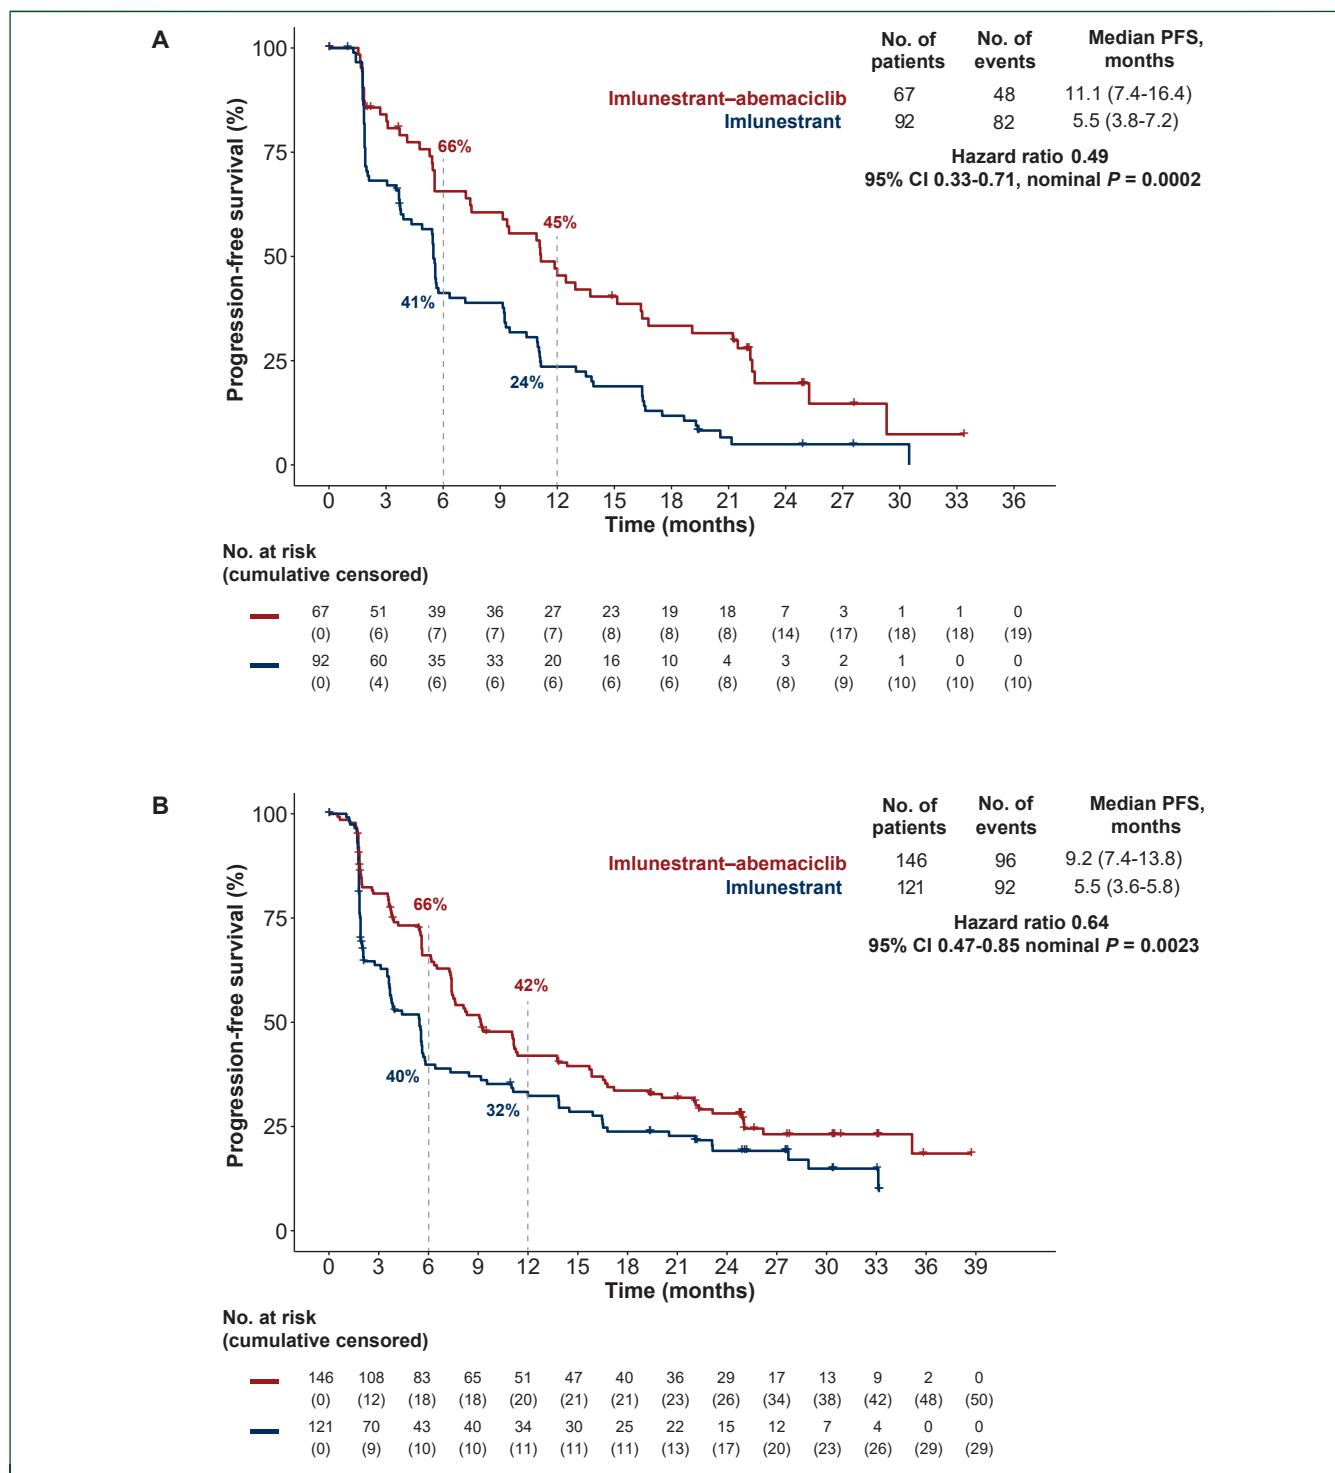 A
No. of patients No. of events Median PFS, months
Imlunestrant–abemaciclib 67 48 11.1 (7.4-16.4)
Imlunestrant 92 82 5.5 (3.8-7.2)
Hazard ratio 0.49
95% CI 0.33-0.71, nominal P = 0.0002
Progression-free survival (%)
100
75
50
25
0
66%
45%
41%
24%
0 3 6 9 12 15 18 21 24 27 30 33 36
Time (months)
No. at risk
(cumulative censored)
67 51 39 36 27 23 19 18 7 3 1 1 0
(0) (6) (7) (7) (7) (8) (8) (8) (14) (17) (18) (18) (19)
92 60 35 33 20 16 10 4 3 2 1 0 0
(0) (4) (6) (6) (6) (6) (6) (8) (8) (9) (10) (10) (10)
B
No. of patients No. of events Median PFS, months
Imlunestrant–abemaciclib 146 96 9.2 (7.4-13.8)
Imlunestrant 121 92 5.5 (3.6-5.8)
Hazard ratio 0.64
95% CI 0.47-0.85 nominal P = 0.0023
Progression-free survival (%)
100
75
50
25
0
66%
42%
40%
32%
0 3 6 9 12 15 18 21 24 27 30 33 36 39
Time (months)
No. at risk
(cumulative censored)
146 108 83 65 51 47 40 36 29 17 13 9 2 0
(0) (12) (18) (18) (20) (21) (21) (23) (26) (34) (38) (42) (48) (50)
121 70 43 40 34 30 25 22 15 12 7 4 0 0
(0) (9) (10) (10) (11) (11) (11) (13) (17) (20) (23) (26) (29) (29)